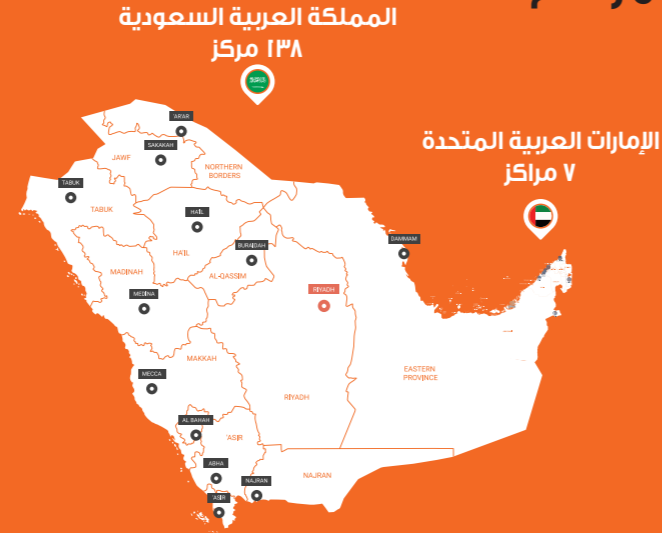 المملكة العربية السعودية
١٣٨ مركز
الإمارات العربية المتحدة
٧ مراكز
'ARAR
SAKAKAH
JAWF
NORTHERN
BORDERS
TABUK
TABUK
HA'IL
HA'IL
BURAIDAH
DAMMAM
AL-QASSIM
MADINAH
MEDINA
RIYADH
MAKKAH
MECCA
EASTERN
PROVINCE
RIYADH
AL BAHAH
'ASIR
ABHA
NAJRAN
NAJRAN
'ASIR